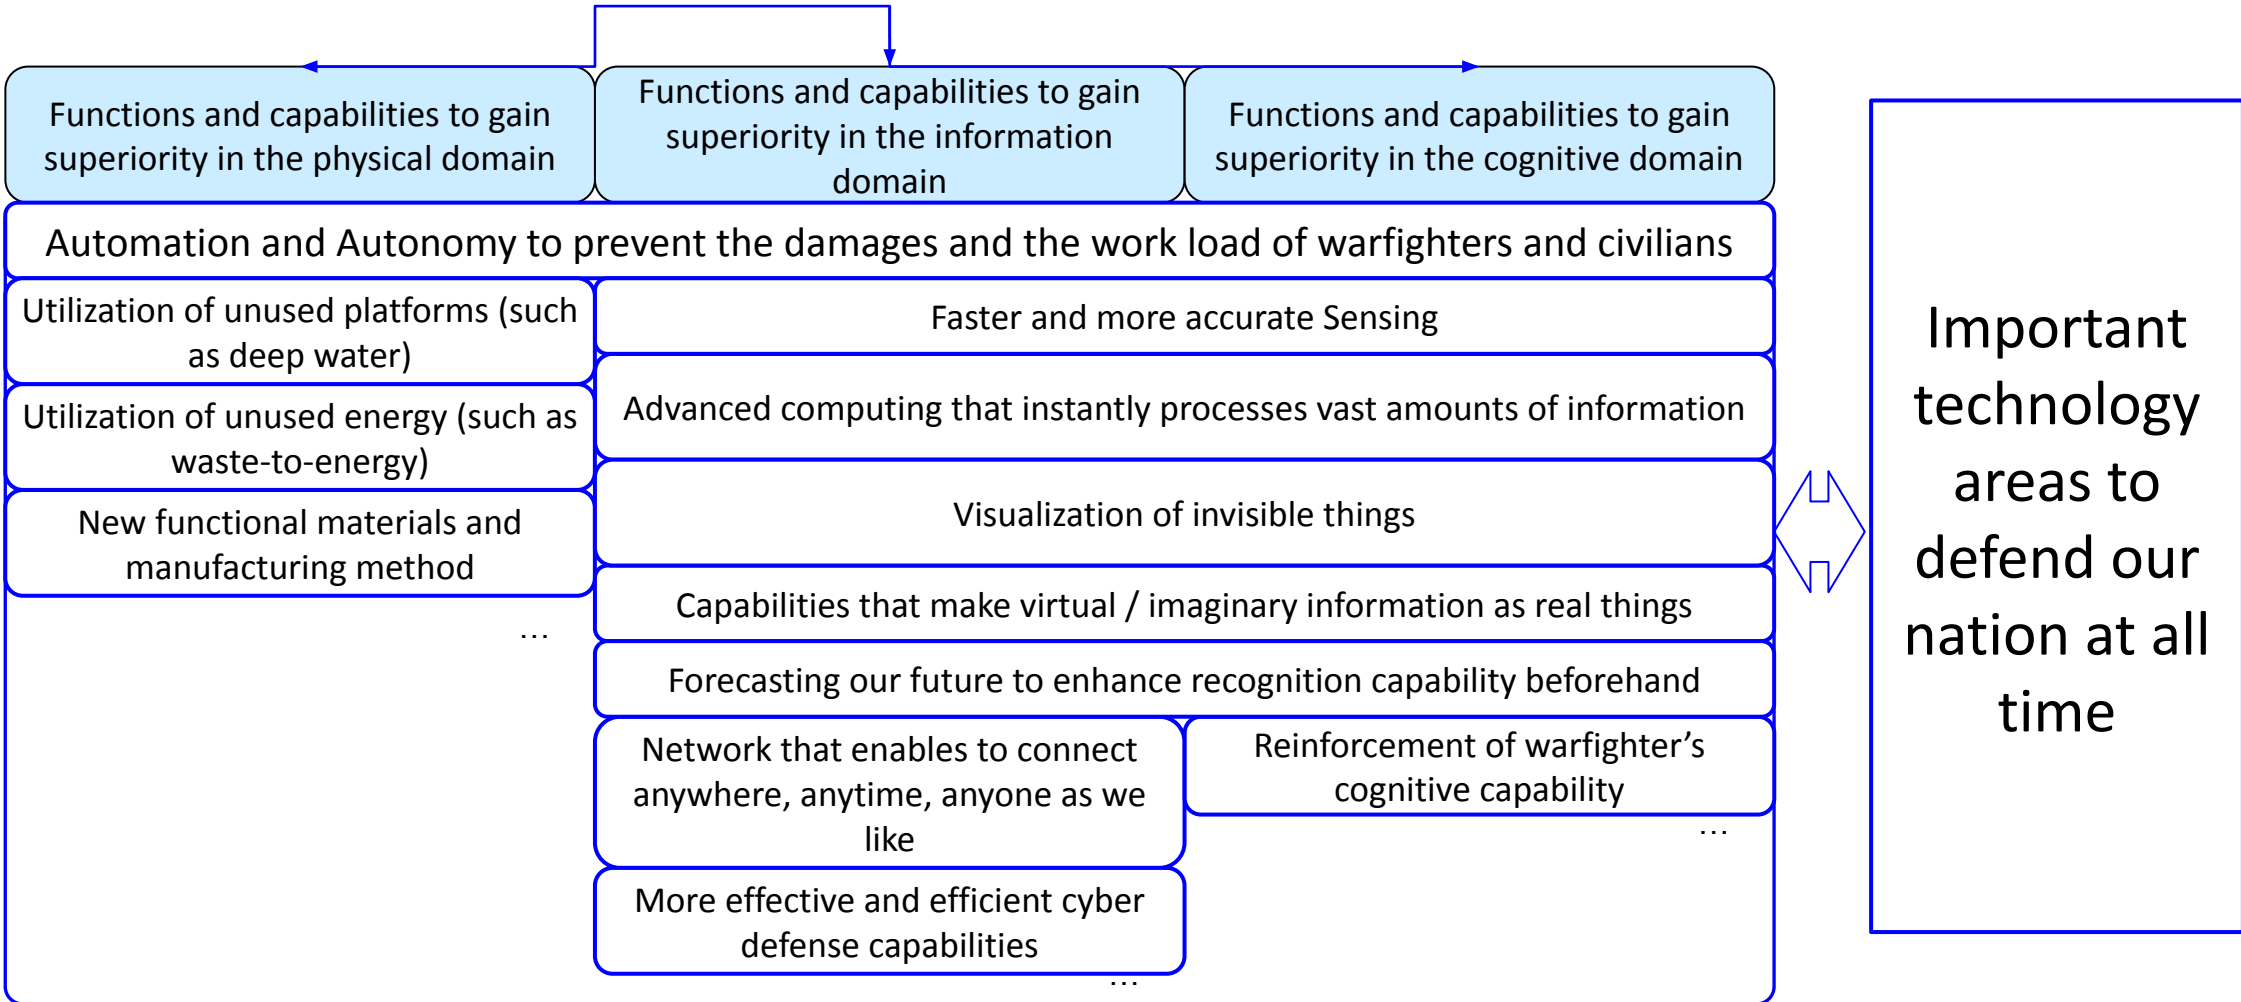 Functions and capabilities to gain
superiority in the physical domain
Functions and capabilities to gain
superiority in the information
domain
Functions and capabilities to gain
superiority in the cognitive domain
Automation and Autonomy to prevent the damages and the work load of warfighters and civilians
Utilization of unused platforms (such
as deep water)
Utilization of unused energy (such as
waste-to-energy)
New functional materials and
manufacturing method
...
Faster and more accurate Sensing
Advanced computing that instantly processes vast amounts of information
Visualization of invisible things
Capabilities that make virtual / imaginary information as real things
Forecasting our future to enhance recognition capability beforehand
Network that enables to connect
anywhere, anytime, anyone as we
like
More effective and efficient cyber
defense capabilities
...
Reinforcement of warfighter’s
cognitive capability
...
Important
technology
areas to
defend our
nation at all
time